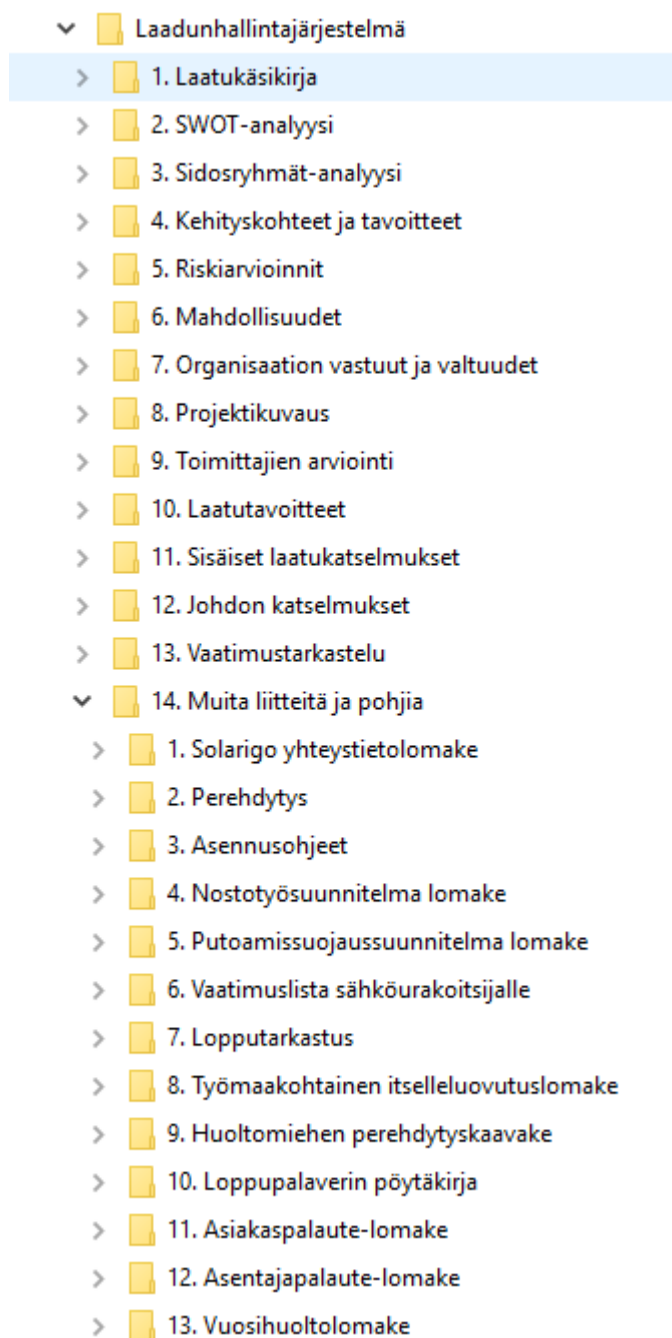 Laadunhallintajärjestelmä
1. Laatukäsikirja
2. SWOT-analyysi
3. Sidosryhmät-analyysi
4. Kehityskohteet ja tavoitteet
5. Riskiarvioinnit
6. Mahdollisuudet
7. Organisaation vastuut ja valtuudet
8. Projektikuvaus
9. Toimittajien arviointi
10. Laatutavoitteet
11. Sisäiset laatukatselmukset
12. Johdon katselmukset
13. Vaatimustarkastelu
14. Muita liitteitä ja pohjia
1. Solarigo yhteystietolomake
2. Perehdytys
3. Asennusohjeet
4. Nostotyösuunnitelma lomake
5. Putoamissuojaussuunnitelma lomake
6. Vaatimuslista sähköurakoitsijalle
7. Lopputarkastus
8. Työmaakohtainen itselleluovutuslomake
9. Huoltomiehen perehdytyskaavake
10. Loppupalaverin pöytäkirja
11. Asiakaspalaute-lomake
12. Asentajapalaute-lomake
13. Vuosihuoltolomake